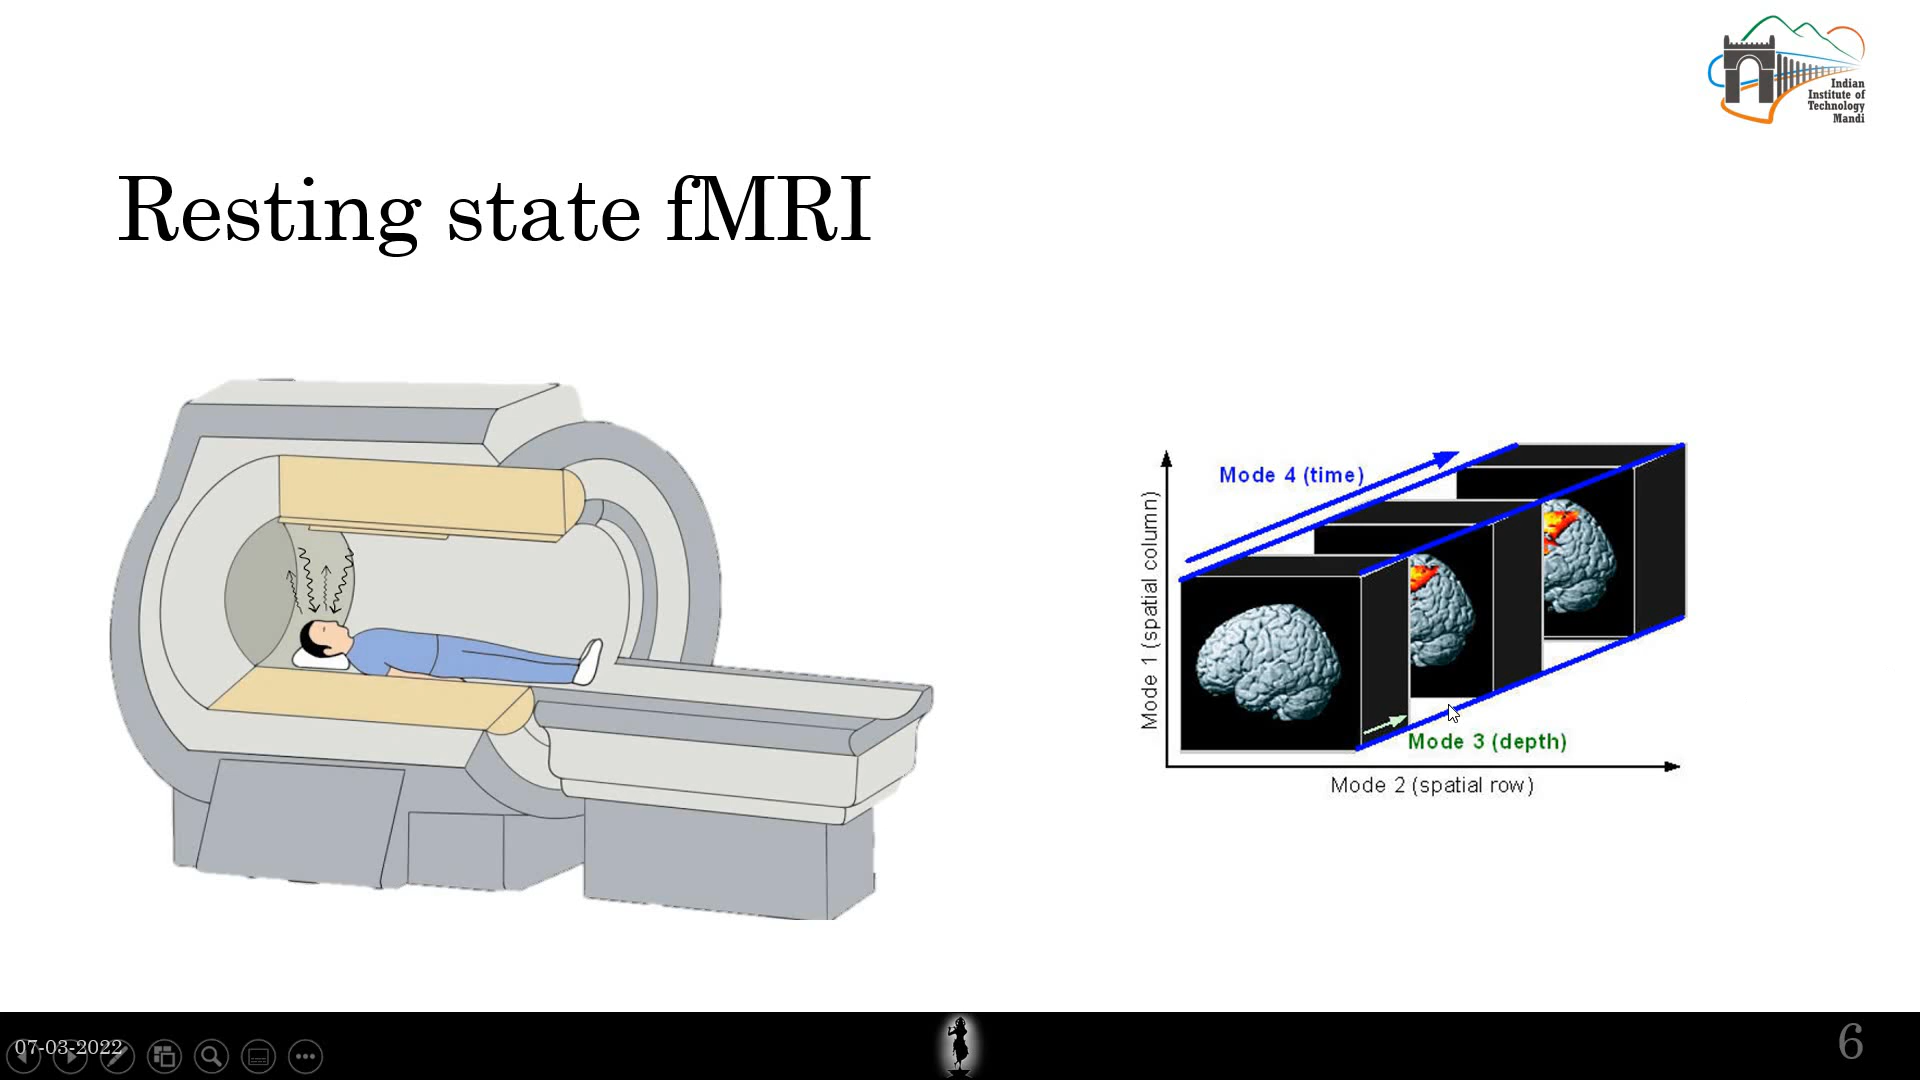 Indian
Institute of
Technology
Mandi
Resting state fMRI
Mode 4 (time)
Mode 1 (spatial column)
Mode 3 (depth)
Mode 2 (spatial row)
07-03-2022
6